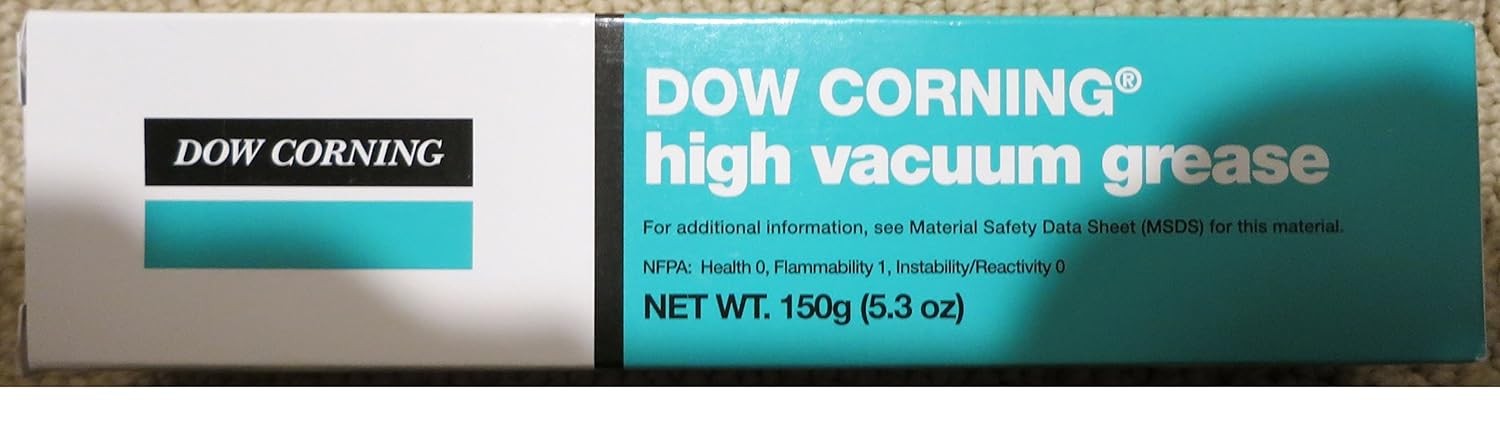 DOW CORNING
DOW CORNING®
high vacuum grease
For additional information, see Material Safety Data Sheet (MSDS) for this material.
NFPA: Health 0, Flammability 1, Instability/Reactivity 0
NET WT. 150g (5.3 oz)